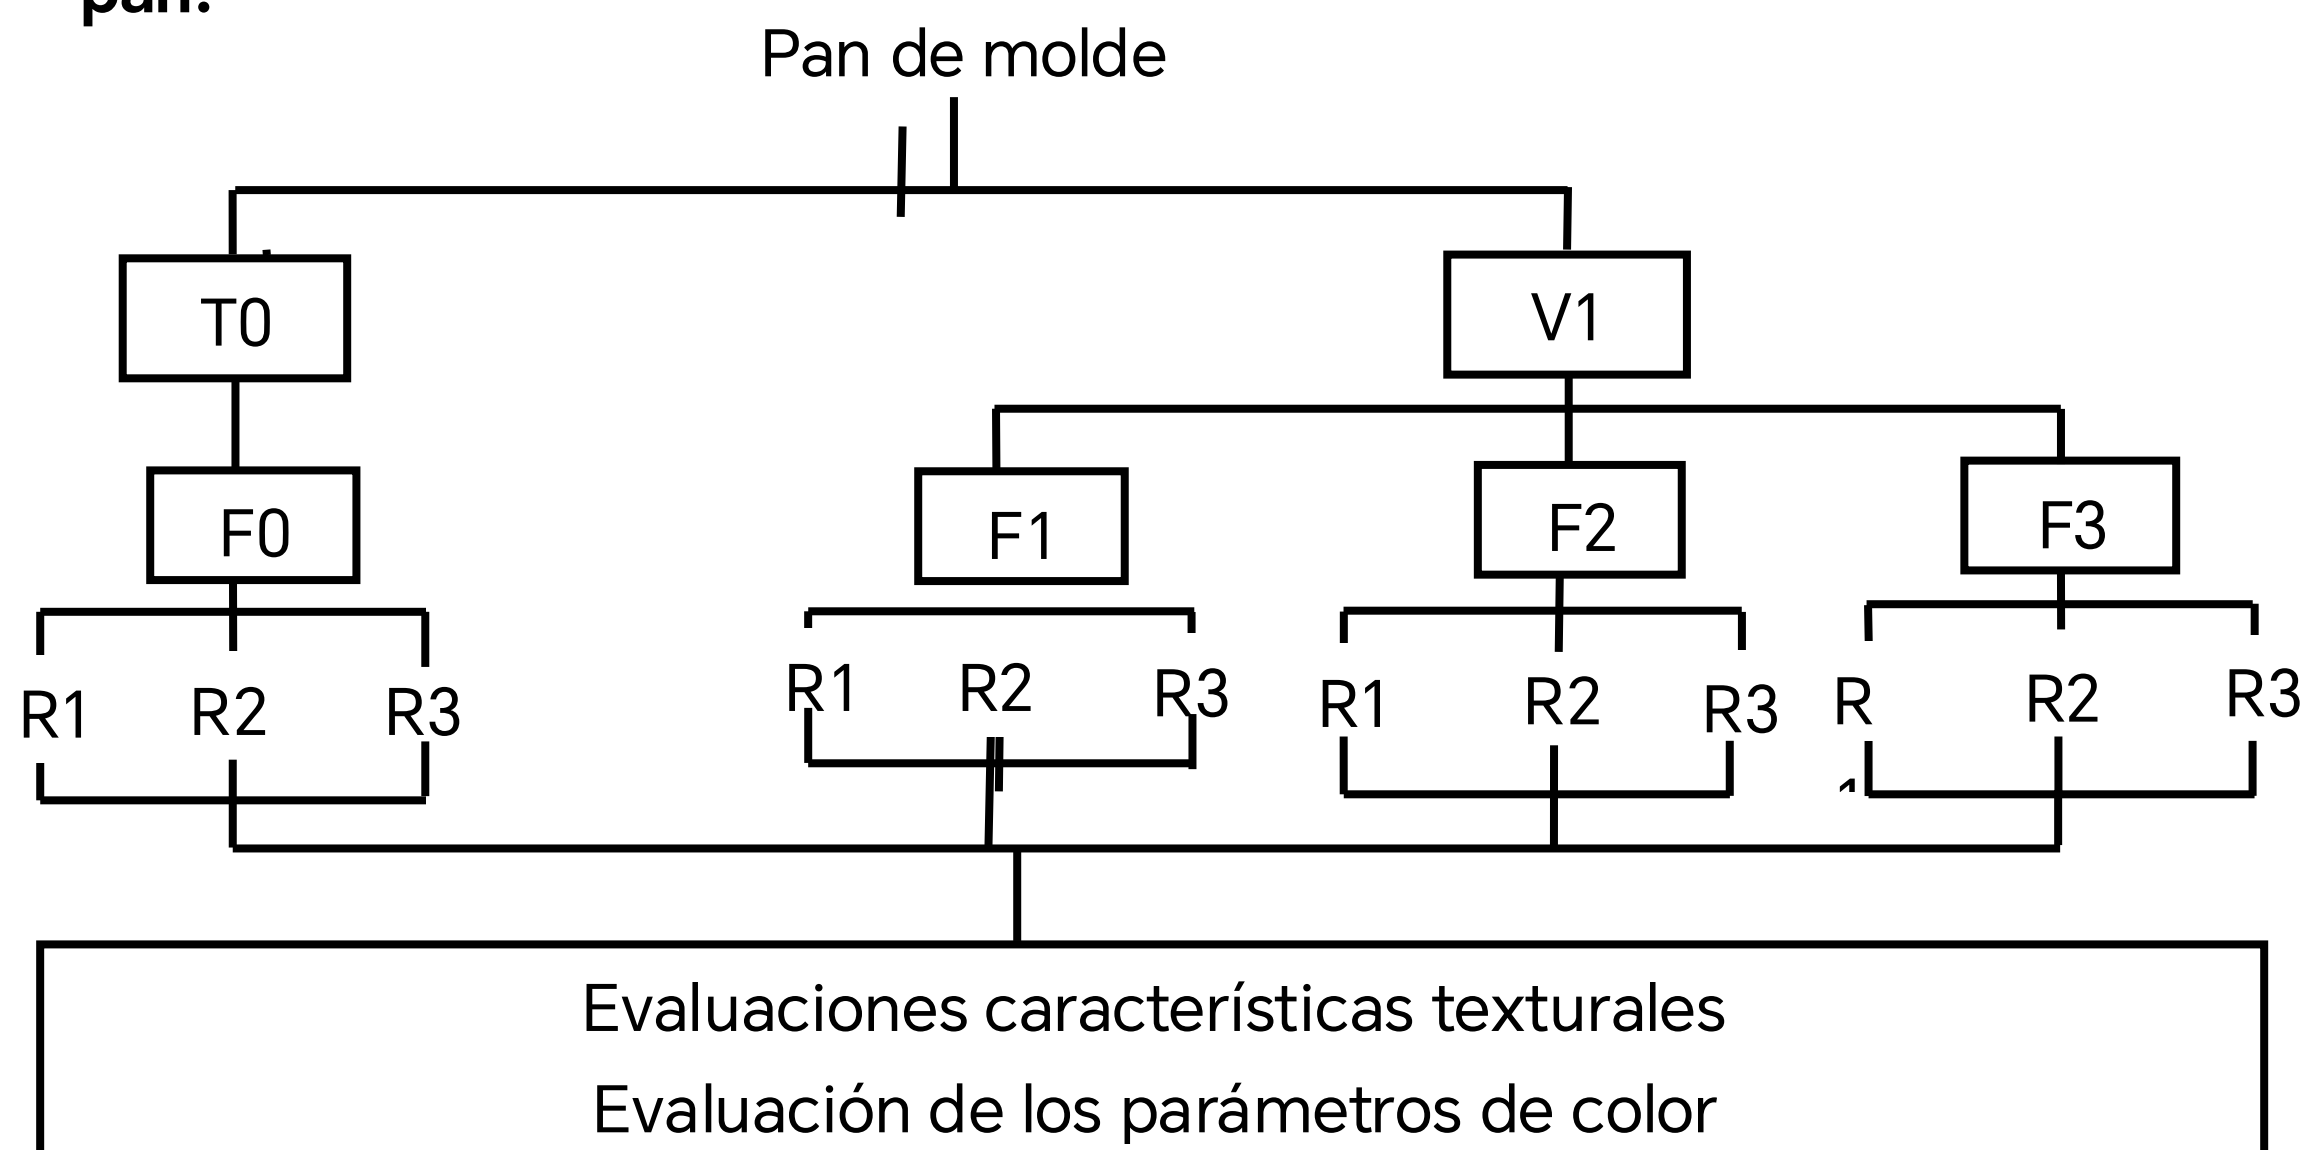 pan.
Pan de molde
T0 V1
F0 F1 F2 F3
R1 R2 R3 R1 R2 R3 R1 R2 R3 R R2 R3
1
Evaluaciones características texturales
Evaluación de los parámetros de color